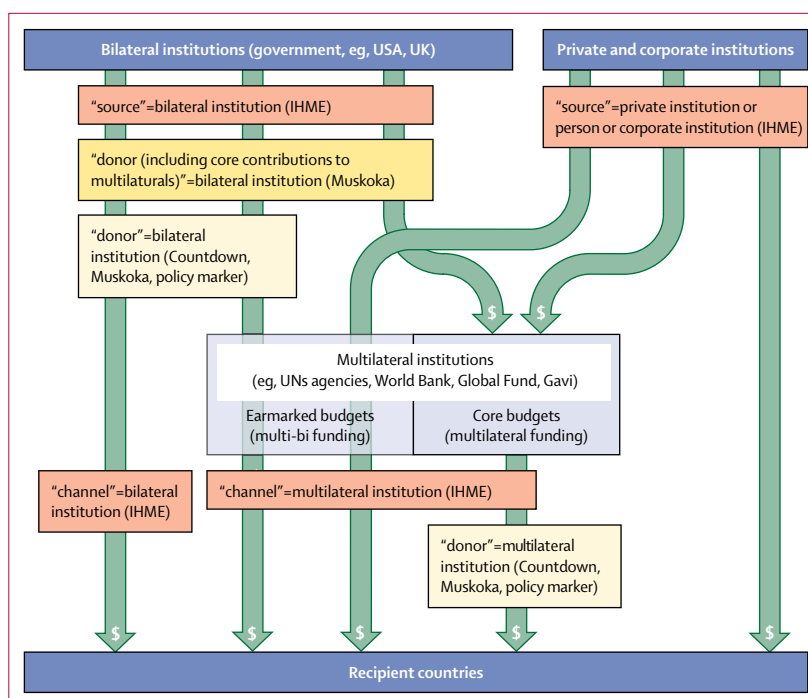 Bilateral institutions (government, eg, USA, UK)
Private and corporate institutions
“source”=bilateral institution (IHME)
“source”=private institution or
person or corporate institution (IHME)
“donor (including core contributions to
multilaturals)”=bilateral institution (Muskoka)
“donor”=bilateral
institution (Countdown,
Muskoka, policy marker)
$
$
Multilateral institutions
(eg, UNs agencies, World Bank, Global Fund, Gavi)
Earmarked budgets
(multi-bi funding)
Core budgets
(multilateral funding)
“channel”=bilateral
institution (IHME)
“channel”=multilateral institution (IHME)
“donor”=multilateral
institution (Countdown,
Muskoka, policy marker)
$
$
$
$
$
Recipient countries